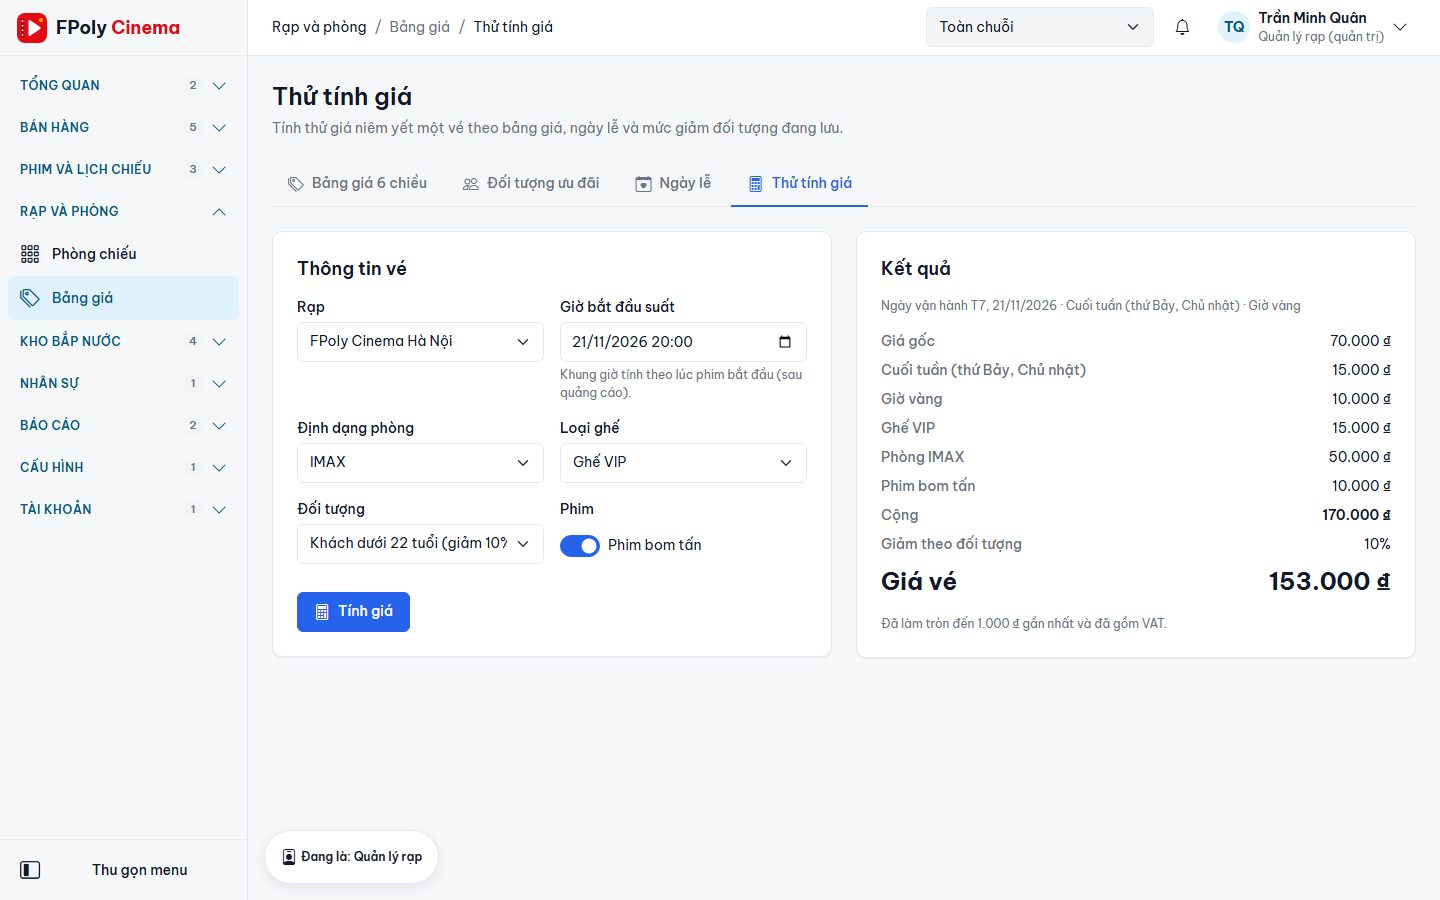 FPoly Cinema
Rạp và phòng / Bảng giá / Thử tính giá
Toàn chuỗi
TQ
Trần Minh Quân
Quản lý rạp (quản trị)
TỔNG QUAN 2
BÁN HÀNG 5
PHIM VÀ LỊCH CHIẾU 3
RẠP VÀ PHÒNG
Phòng chiếu
Bảng giá
KHO BẮP NƯỚC 4
NHÂN SỰ 1
BÁO CÁO 2
CẤU HÌNH 1
TÀI KHOẢN 1
Thu gọn menu
Thử tính giá
Tính thử giá niêm yết một vé theo bảng giá, ngày lễ và mức giảm đối tượng đang lưu.
Bảng giá 6 chiều
Đối tượng ưu đãi
Ngày lễ
Thử tính giá
Thông tin vé
Rạp
FPoly Cinema Hà Nội
Giờ bắt đầu suất
21/11/2026 20:00
Khung giờ tính theo lúc phim bắt đầu (sau
quảng cáo).
Định dạng phòng
IMAX
Loại ghế
Ghế VIP
Đối tượng
Khách dưới 22 tuổi (giảm 10%
Phim
Phim bom tấn
Tính giá
Kết quả
Ngày vận hành T7, 21/11/2026 · Cuối tuần (thứ Bảy, Chủ nhật) · Giờ vàng
Giá gốc 70.000 ₫
Cuối tuần (thứ Bảy, Chủ nhật) 15.000 ₫
Giờ vàng 10.000 ₫
Ghế VIP 15.000 ₫
Phòng IMAX 50.000 ₫
Phim bom tấn 10.000 ₫
Cộng 170.000 ₫
Giảm theo đối tượng 10%
Giá vé 153.000 ₫
Đã làm tròn đến 1.000 ₫ gần nhất và đã gồm VAT.
Đang là: Quản lý rạp